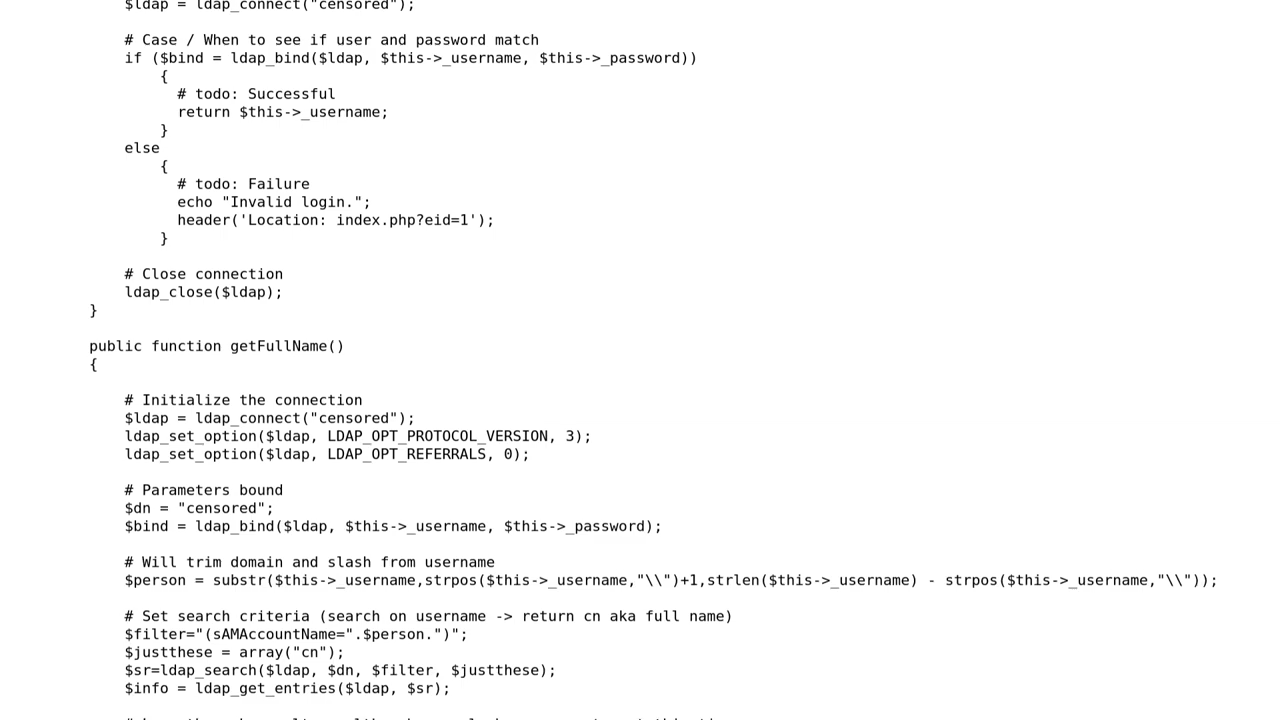 $ldap = ldap_connect("censored");
# Case / When to see if user and password match
if ($bind = ldap_bind($ldap, $this->_username, $this->_password))
{
# todo: Successful
return $this->_username;
}
else
{
# todo: Failure
echo "Invalid login.";
header('Location: index.php?eid=1');
}
# Close connection
ldap_close($ldap);
}
public function getFullName()
{
# Initialize the connection
$ldap = ldap_connect("censored");
ldap_set_option($ldap, LDAP_OPT_PROTOCOL_VERSION, 3);
ldap_set_option($ldap, LDAP_OPT_REFERRALS, 0);
# Parameters bound
$dn = "censored";
$bind = ldap_bind($ldap, $this->_username, $this->_password);
# Will trim domain and slash from username
$person = substr($this->_username,strpos($this->_username,"\\")+1,strlen($this->_username) - strpos($this->_username,"\\"));
# Set search criteria (search on username -> return cn aka full name)
$filter="(sAMAccountName=".$person.")";
$justthese = array("cn");
$sr=ldap_search($ldap, $dn, $filter, $justthese);
$info = ldap_get_entries($ldap, $sr);